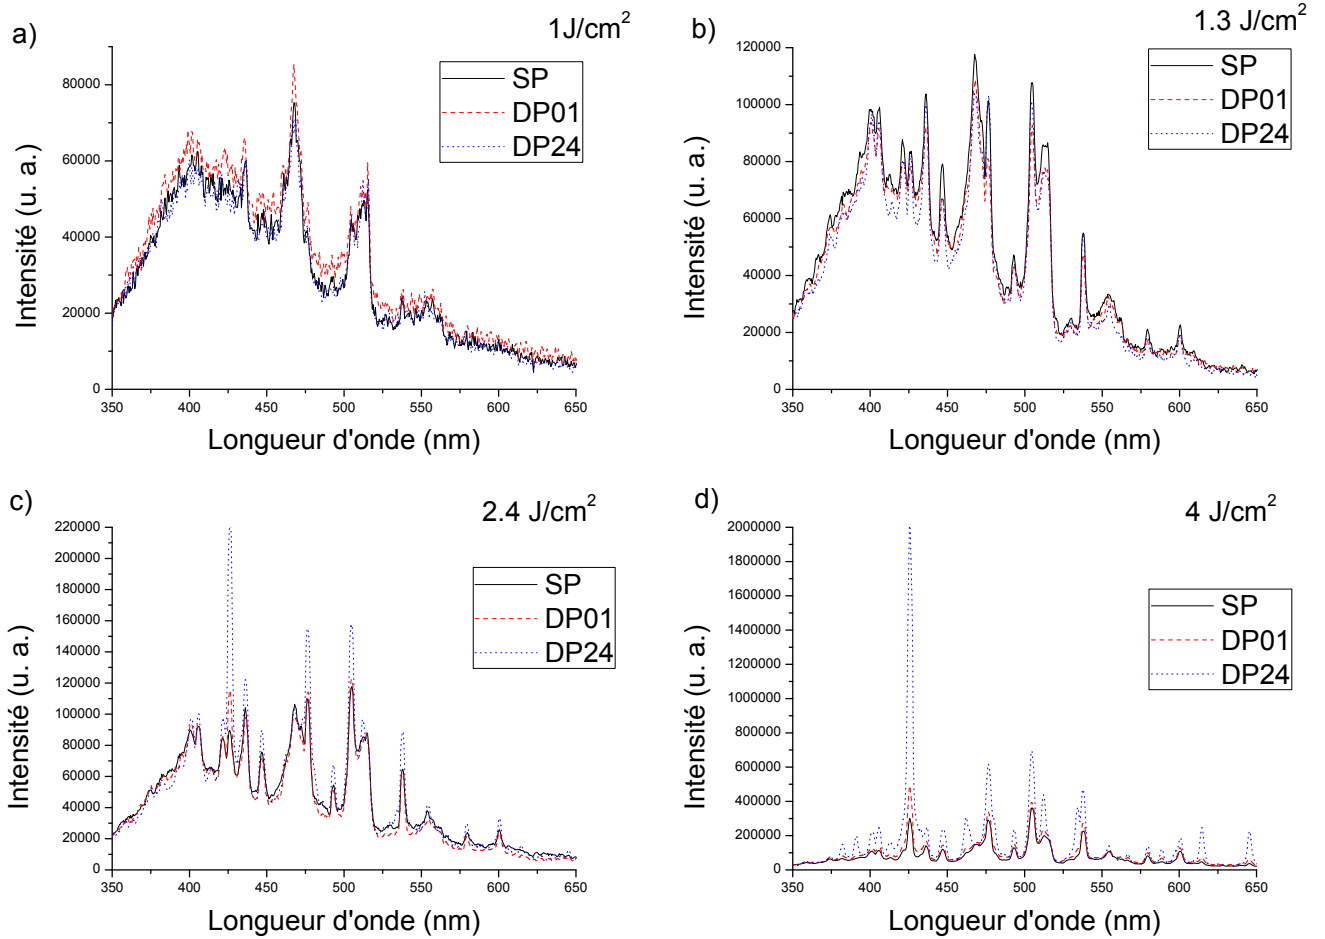 a)
1J/cm2
SP
DP01
DP24
Intensité (u. a.)
80000
60000
40000
20000
0
350 400 450 500 550 600 650
Longueur d'onde (nm)
b)
1.3 J/cm2
SP
DP01
DP24
Intensité (u. a.)
120000
100000
80000
60000
40000
20000
0
350 400 450 500 550 600 650
Longueur d'onde (nm)
c)
2.4 J/cm2
SP
DP01
DP24
Intensité (u. a.)
220000
200000
180000
160000
140000
120000
100000
80000
60000
40000
20000
0
350 400 450 500 550 600 650
Longueur d'onde (nm)
d)
4 J/cm2
SP
DP01
DP24
Intensité (u. a.)
2000000
1800000
1600000
1400000
1200000
1000000
800000
600000
400000
200000
0
350 400 450 500 550 600 650
Longueur d'onde (nm)